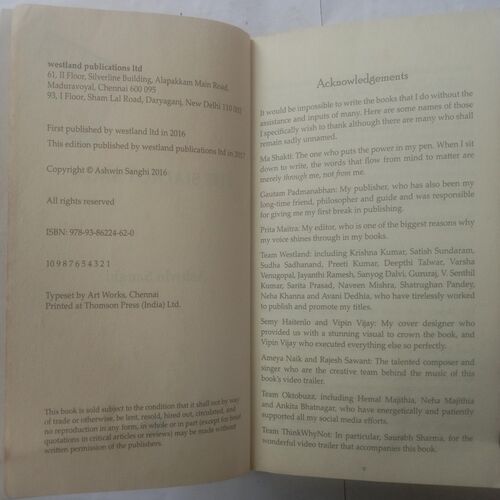 westland publications ltd
61, II Floor, Silverline Building, Alapakkam Main Road,
Maduravoyal, Chennai 600 095
93, I Floor, Sham Lal Road, Daryaganj, New Delhi 110 002
First published by westland ltd in 2016
This edition published by westland publications ltd in 2017
Copyright © Ashwin Sanghi 2016
All rights reserved
ISBN: 978-93-86224-62-0
10 9 8 7 6 5 4 3 2 1
Typeset by Art Works, Chennai
Printed at Thomson Press (India) Ltd.
This book is sold subject to the condition that it shall not by way
of trade or otherwise, be lent, resold, hired out, circulated, and
no reproduction in any form, in whole or in part (except for brief
quotations in critical articles or reviews) may be made without
written permission of the publishers.
Acknowledgements
It would be impossible to write the books that I do without the
assistance and inputs of many. Here are some names of those
I specifically wish to thank although there are many who shall
remain sadly unnamed.
Ma Shakti: The one who puts the power in my pen. When I sit
down to write, the words that flow from mind to matter are
merely through me, not from me.
Gautam Padmanabhan: My publisher, who has also been my
long-time friend, philosopher and guide and was responsible
for giving me my first break in publishing.
Prita Maitra: My editor, who is one of the biggest reasons why
my voice shines through in my books.
Team Westland: including Krishna Kumar, Satish Sundaram,
Sudha Sadhanand, Preeti Kumar, Deepthi Talwar, Varsha
Venugopal, Jayanthi Ramesh, Sanyog Dalvi, Gururaj, V. Senthil
Kumar, Sarita Prasad, Naveen Mishra, Shatrughan Pandey,
Neha Khanna and Avani Dedhia, who have tirelessly worked
to publish and promote my titles.
Semy Haitenlo and Vipin Vijay: My cover designer who
provided us with a stunning visual to crown the book, and
Vipin Vijay who executed everything else so perfectly.
Ameya Naik and Rajesh Sawant: The talented composer and
singer who are the creative team behind the music of this
book's video trailer.
Team Oktobuzz, including Hemal Majithia, Neha Majithia
and Ankita Bhatnagar, who have energetically and patiently
supported all my social media efforts.
Team ThinkWhyNot: In particular, Saurabh Sharma, for the
wonderful video trailer that accompanies this book.
v